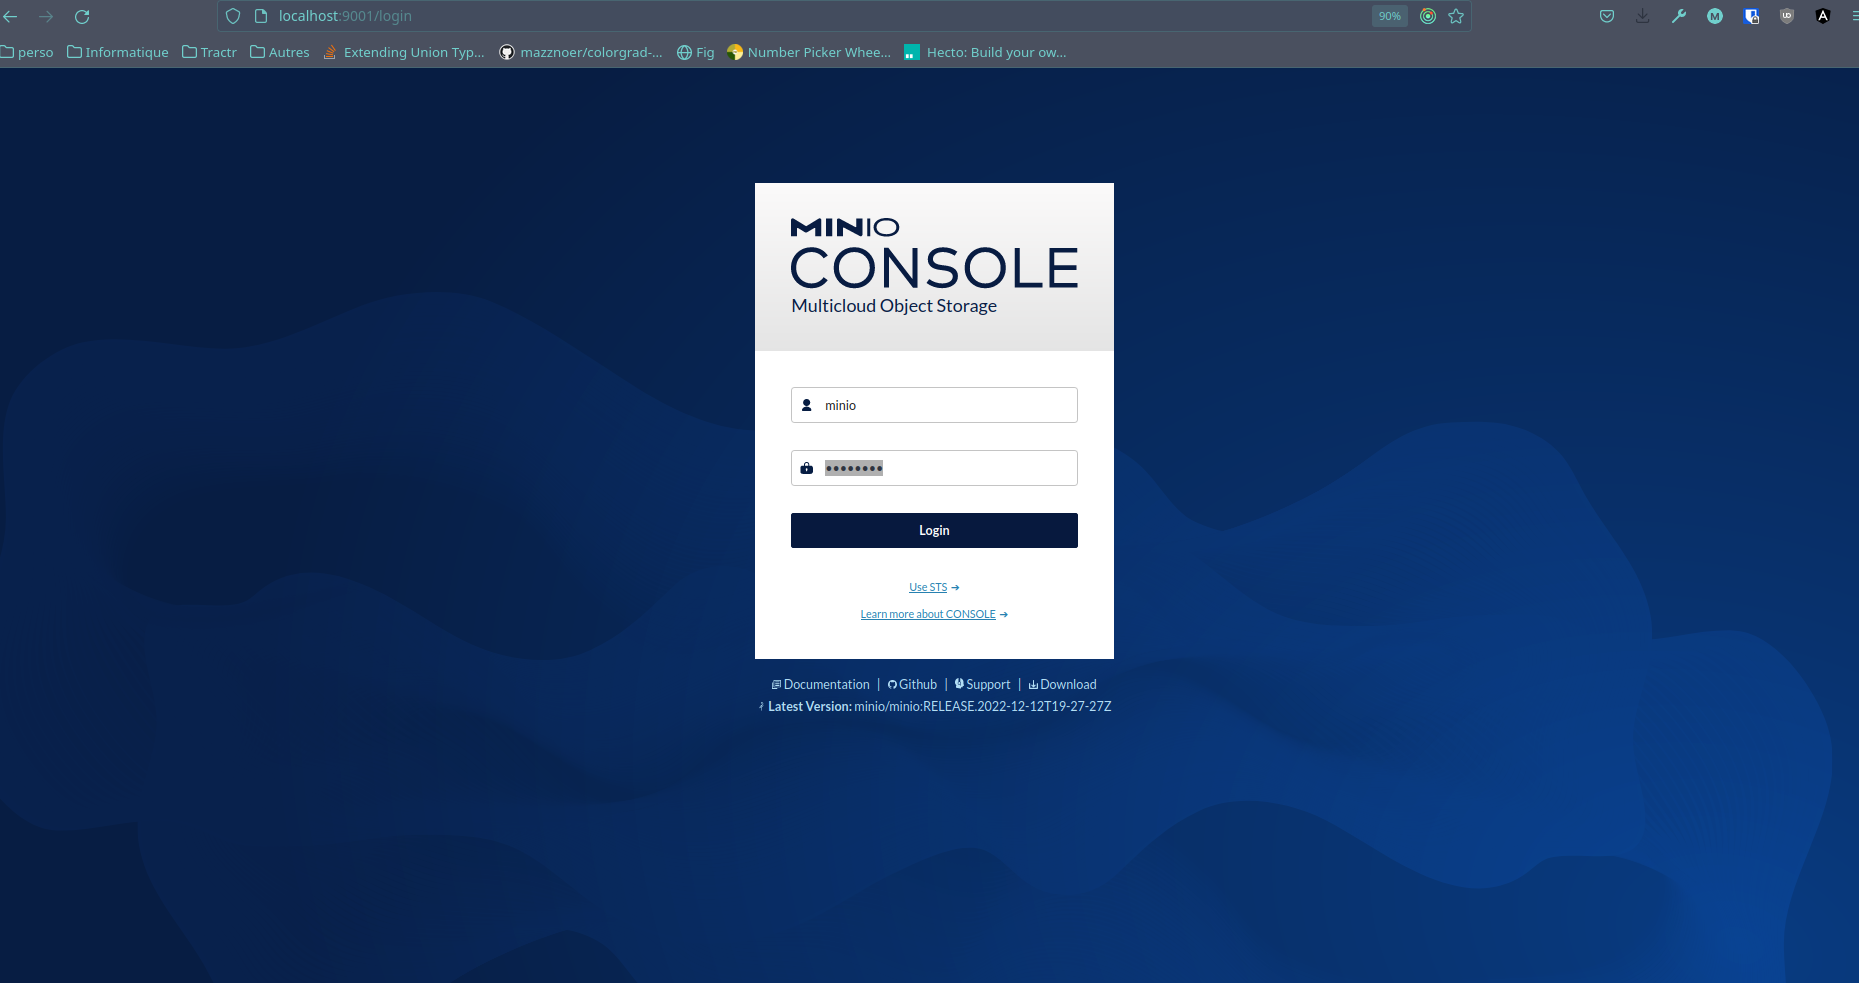 localhost:9001/login
90%
perso
Informatique
Tractr
Autres
Extending Union Typ...
mazznoer/colorgrad-...
Fig
Number Picker Whee...
Hecto: Build your ow...
MINIO
CONSOLE
Multicloud Object Storage
minio
••••••••
Login
Use STS →
Learn more about CONSOLE →
Documentation | Github | Support | Download
Latest Version: minio/minio:RELEASE.2022-12-12T19-27-27Z